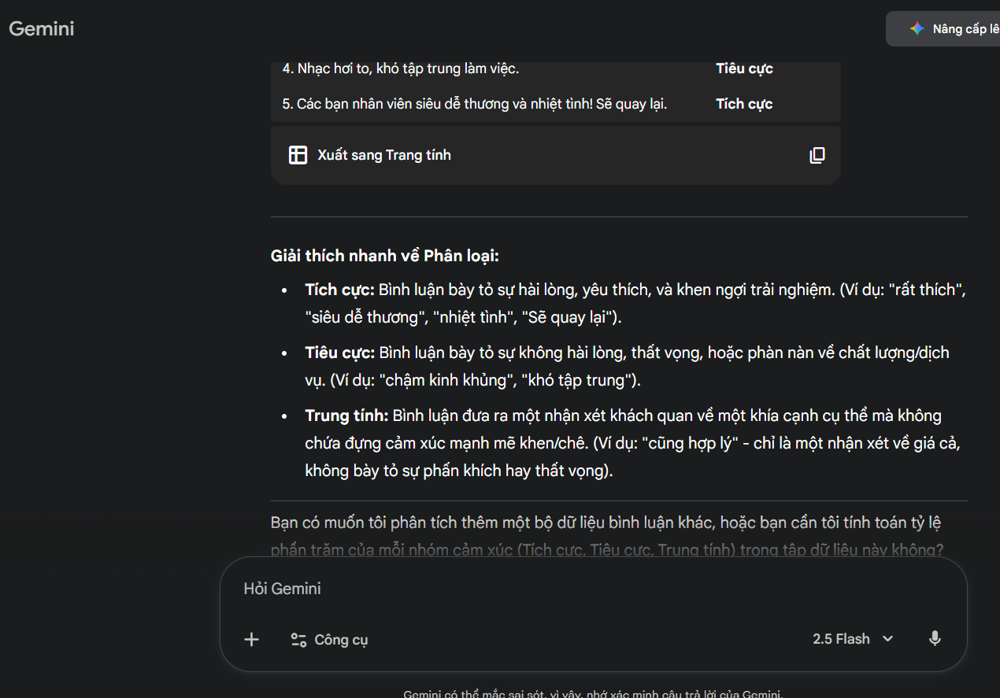 Gemini
Nâng cấp lê
4. Nhạc hơi to, khó tập trung làm việc. Tiêu cực
5. Các bạn nhân viên siêu dễ thương và nhiệt tình! Sẽ quay lại. Tích cực
Xuất sang Trang tính
Giải thích nhanh về Phân loại:
• Tích cực: Bình luận bày tỏ sự hài lòng, yêu thích, và khen ngợi trải nghiệm. (Ví dụ: "rất thích",
"siêu dễ thương", "nhiệt tình", "Sẽ quay lại").
• Tiêu cực: Bình luận bày tỏ sự không hài lòng, thất vọng, hoặc phàn nàn về chất lượng/dịch
vụ. (Ví dụ: "chậm kinh khủng", "khó tập trung").
• Trung tính: Bình luận đưa ra một nhận xét khách quan về một khía cạnh cụ thể mà không
chứa đựng cảm xúc mạnh mẽ khen/chê. (Ví dụ: "cũng hợp lý" - chỉ là một nhận xét về giá cả,
không bày tỏ sự phấn khích hay thất vọng).
Bạn có muốn tôi phân tích thêm một bộ dữ liệu bình luận khác, hoặc bạn cần tôi tính toán tỷ lệ
phần trăm của mỗi nhóm cảm xúc (Tích cực, Tiêu cực, Trung tính) trong tập dữ liệu này không?
Hỏi Gemini
Công cụ
2.5 Flash
Gemini có thể mắc sai sót, vì vậy, nhớ xác minh câu trả lời của Gemini.